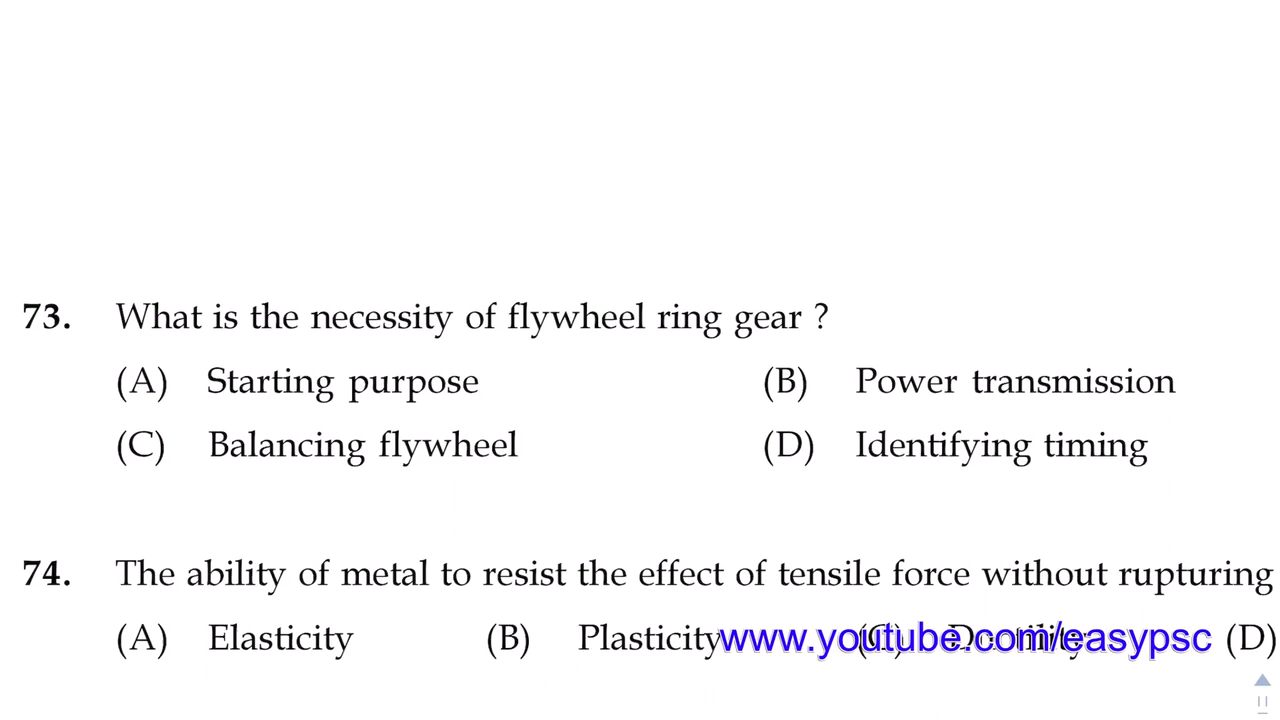 73. What is the necessity of flywheel ring gear ?
(A) Starting purpose (B) Power transmission
(C) Balancing flywheel (D) Identifying timing
74. The ability of metal to resist the effect of tensile force without rupturing
(A) Elasticity (B) Plasticity (C) (D)
www.youtube.com/easypsc